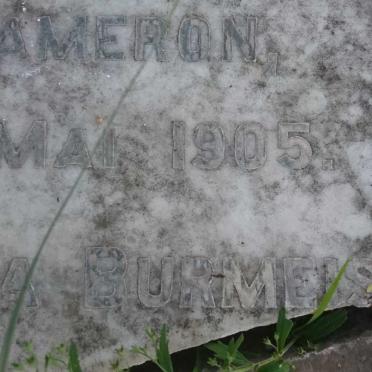 AMERON,
MAI 1905.
A BURMEIS